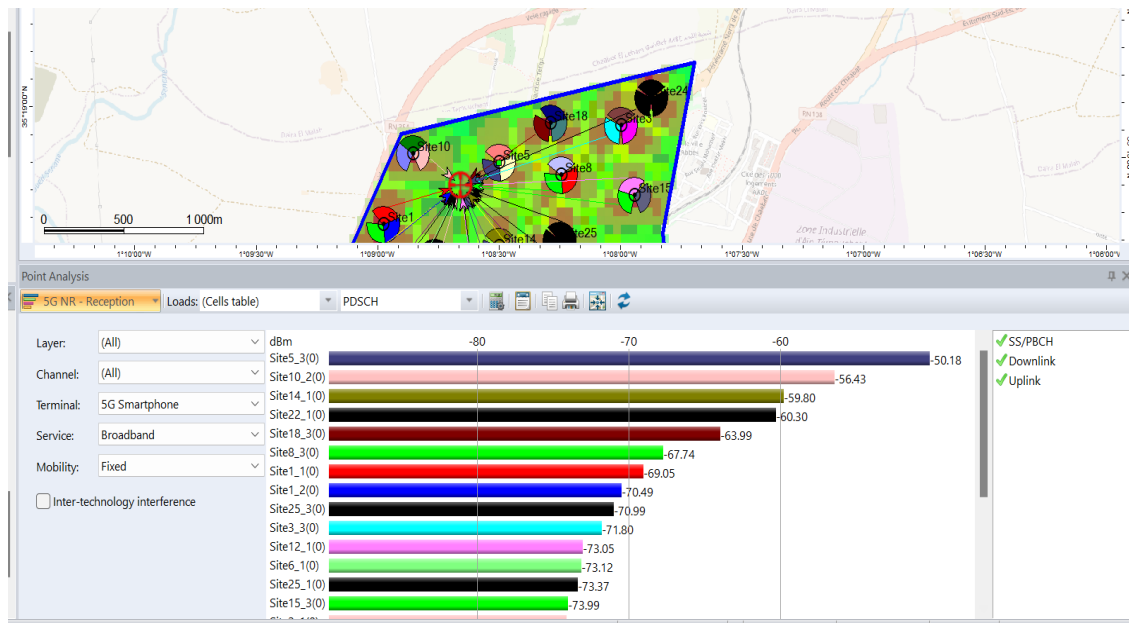 Site24
Site18
Site3
Site10
Site5
Site8
Site15
Site1
Site14
Site25
RN108
35°19'00"N
0 500 1 000m
1°10'00"W 1°09'30"W 1°09'00"W 1°08'30"W 1°08'00"W 1°07'00"W 1°06'30"W 1°06'00"W
Zone Industrielle
Point Analysis
5G NR - Reception Loads: (Cells table) PDSCH
Layer: (All)
Channel: (All)
Terminal: 5G Smartphone
Service: Broadband
Mobility: Fixed
Inter-technology interference
dBm -80 -70 -60
Site5_3(0) -50.18
Site10_2(0) -56.43
Site14_1(0) -59.80
Site22_1(0) -60.30
Site18_3(0) -63.99
Site8_3(0) -67.74
Site1_1(0) -69.05
Site1_2(0) -70.49
Site25_3(0) -70.99
Site3_3(0) -71.80
Site12_1(0) -73.05
Site6_1(0) -73.12
Site25_1(0) -73.37
Site15_3(0) -73.99
SS/PBCH
Downlink
Uplink